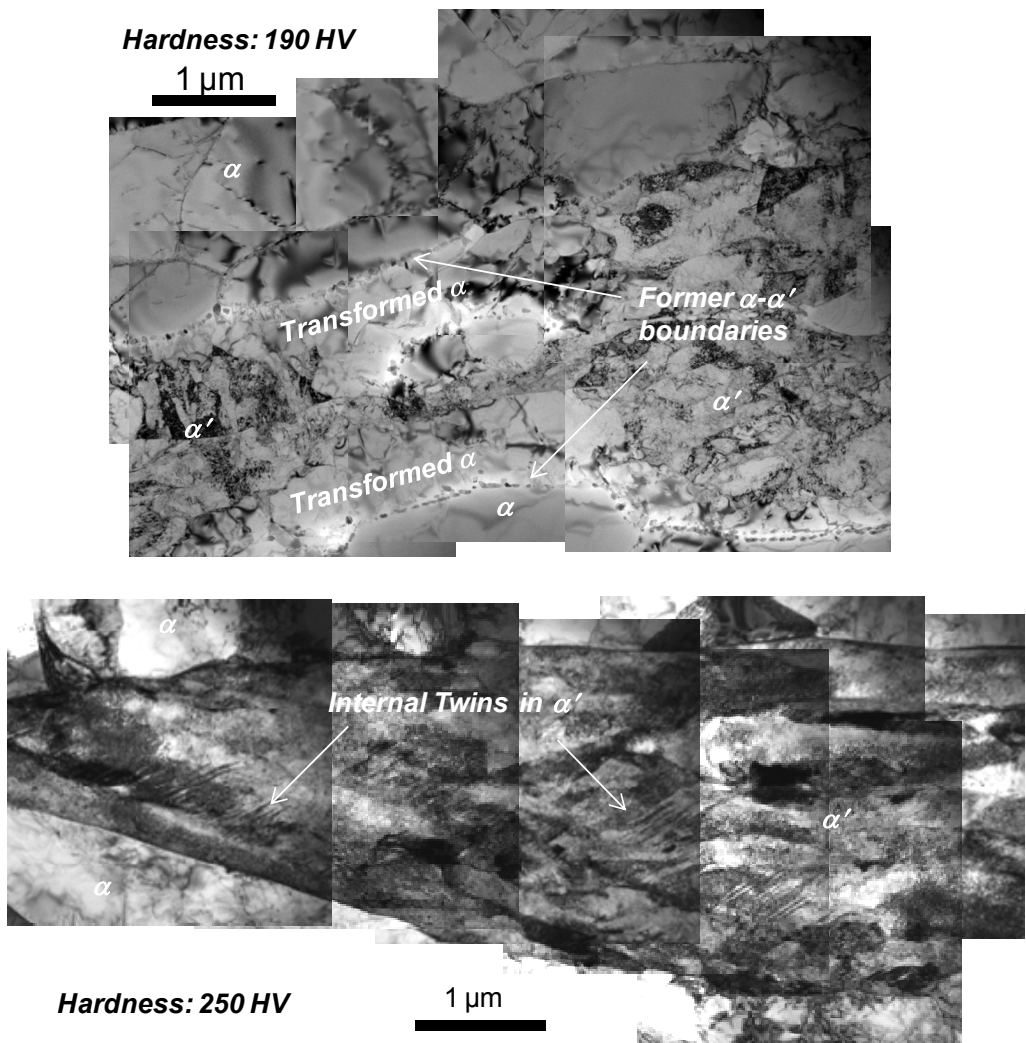 Hardness: 190 HV
1 µm
α
Transformed α
Former α-α′
boundaries
α′
α′
Transformed α
α
α
Internal Twins in α′
α′
α
Hardness: 250 HV
1 µm